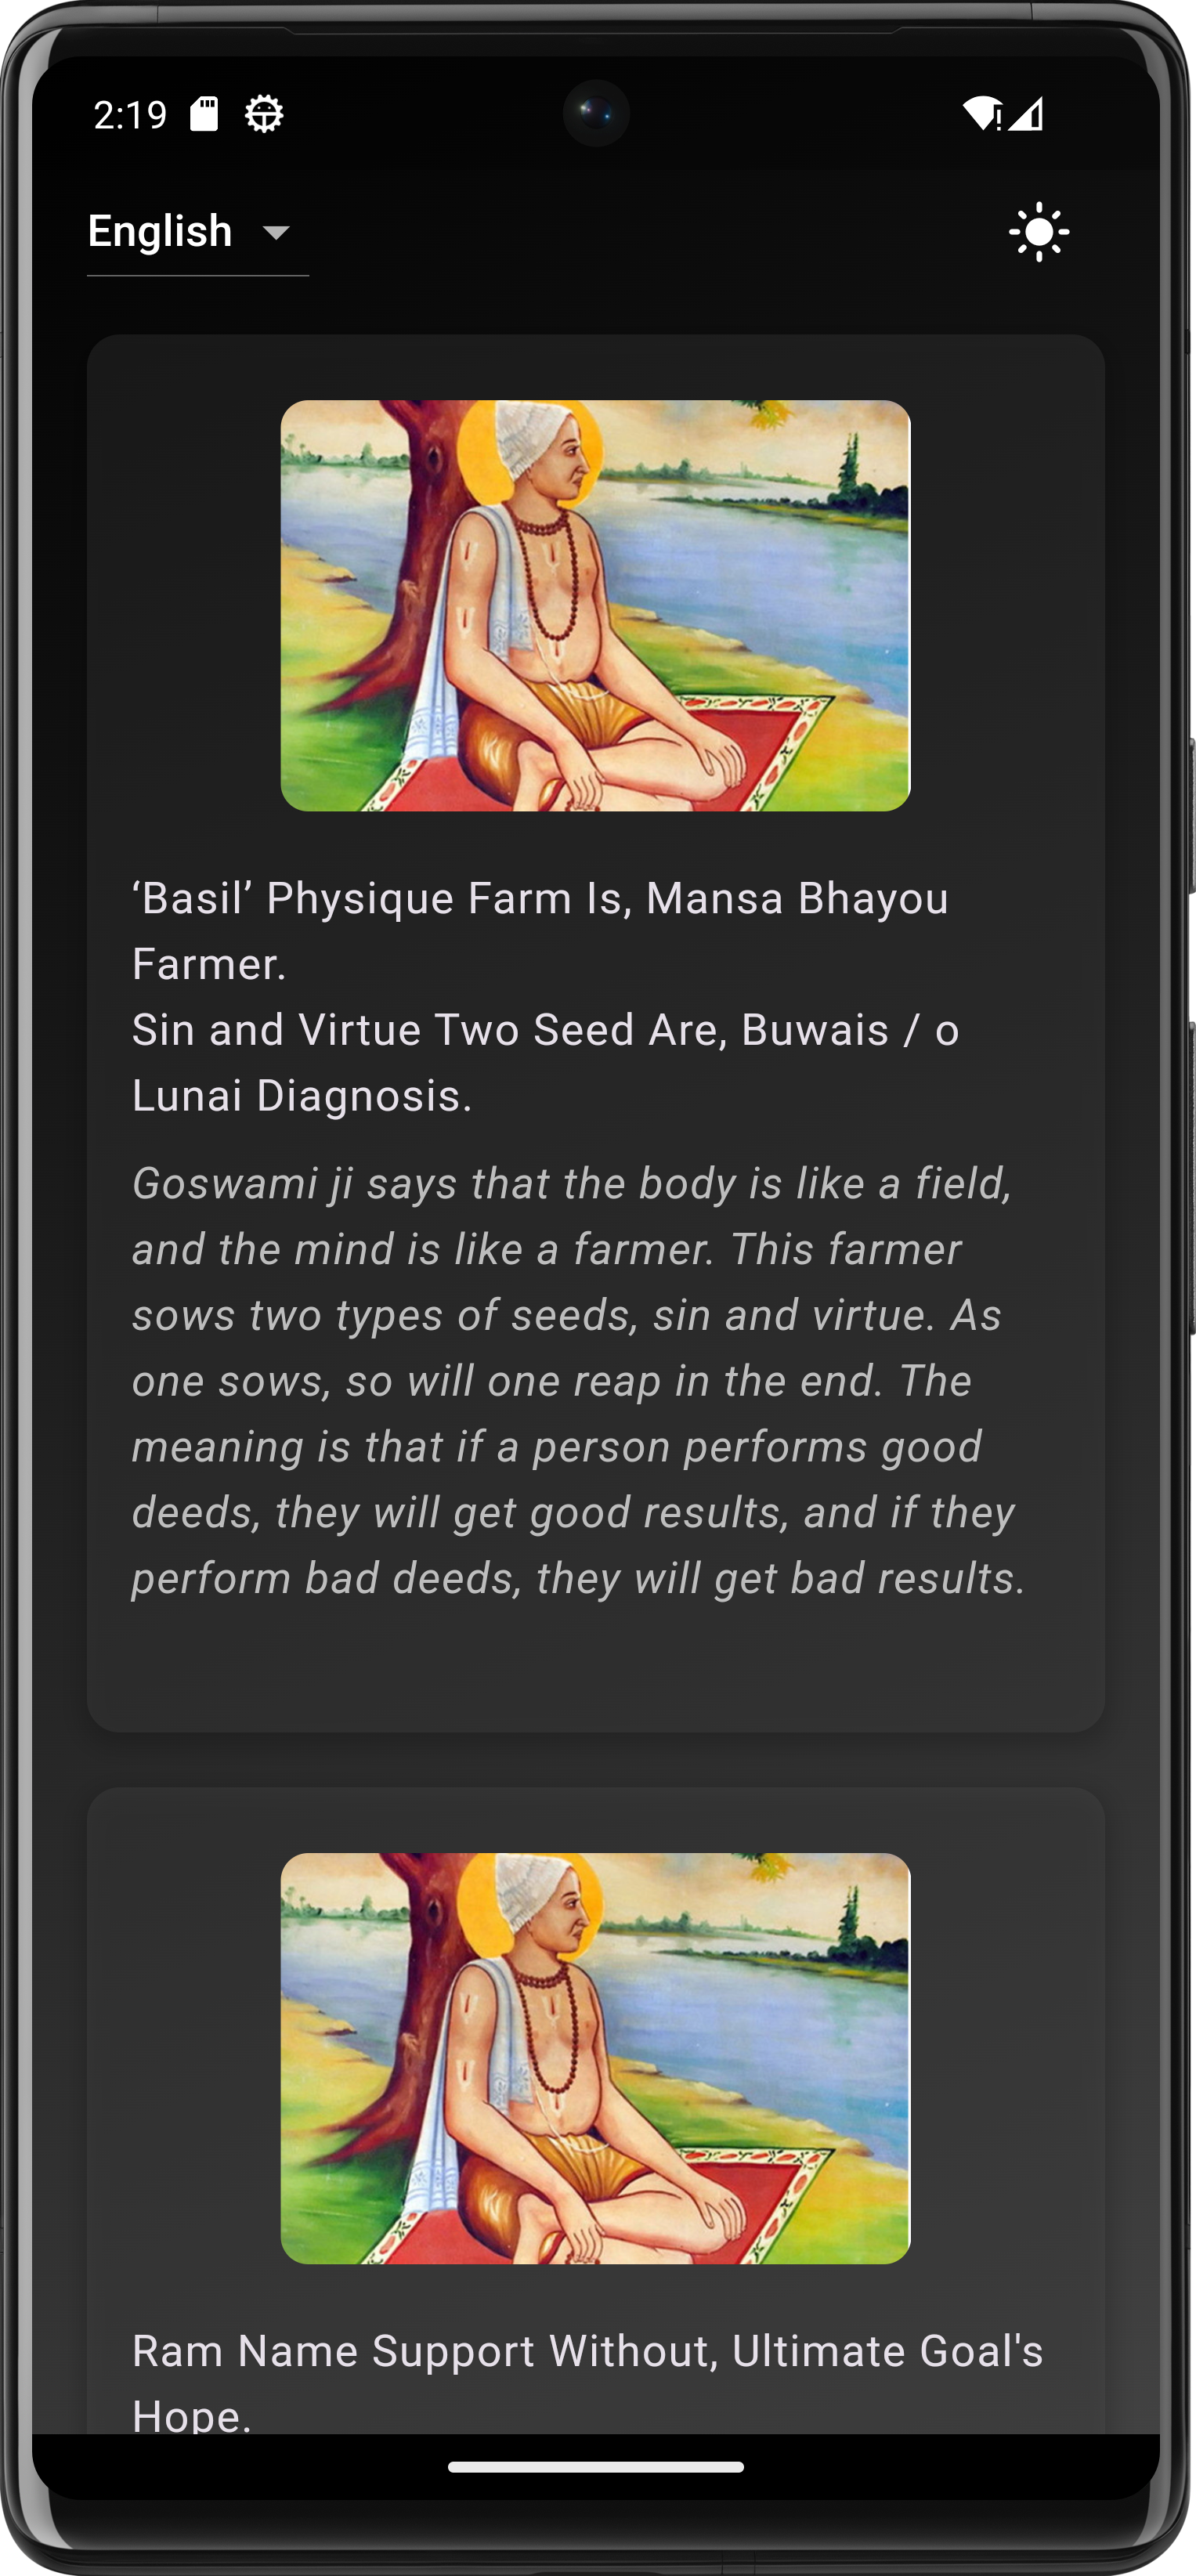 2:19
English
‘Basil’ Physique Farm Is, Mansa Bhayou
Farmer.
Sin and Virtue Two Seed Are, Buwais / o
Lunai Diagnosis.
Goswami ji says that the body is like a field,
and the mind is like a farmer. This farmer
sows two types of seeds, sin and virtue. As
one sows, so will one reap in the end. The
meaning is that if a person performs good
deeds, they will get good results, and if they
perform bad deeds, they will get bad results.
Ram Name Support Without, Ultimate Goal's
Hope.